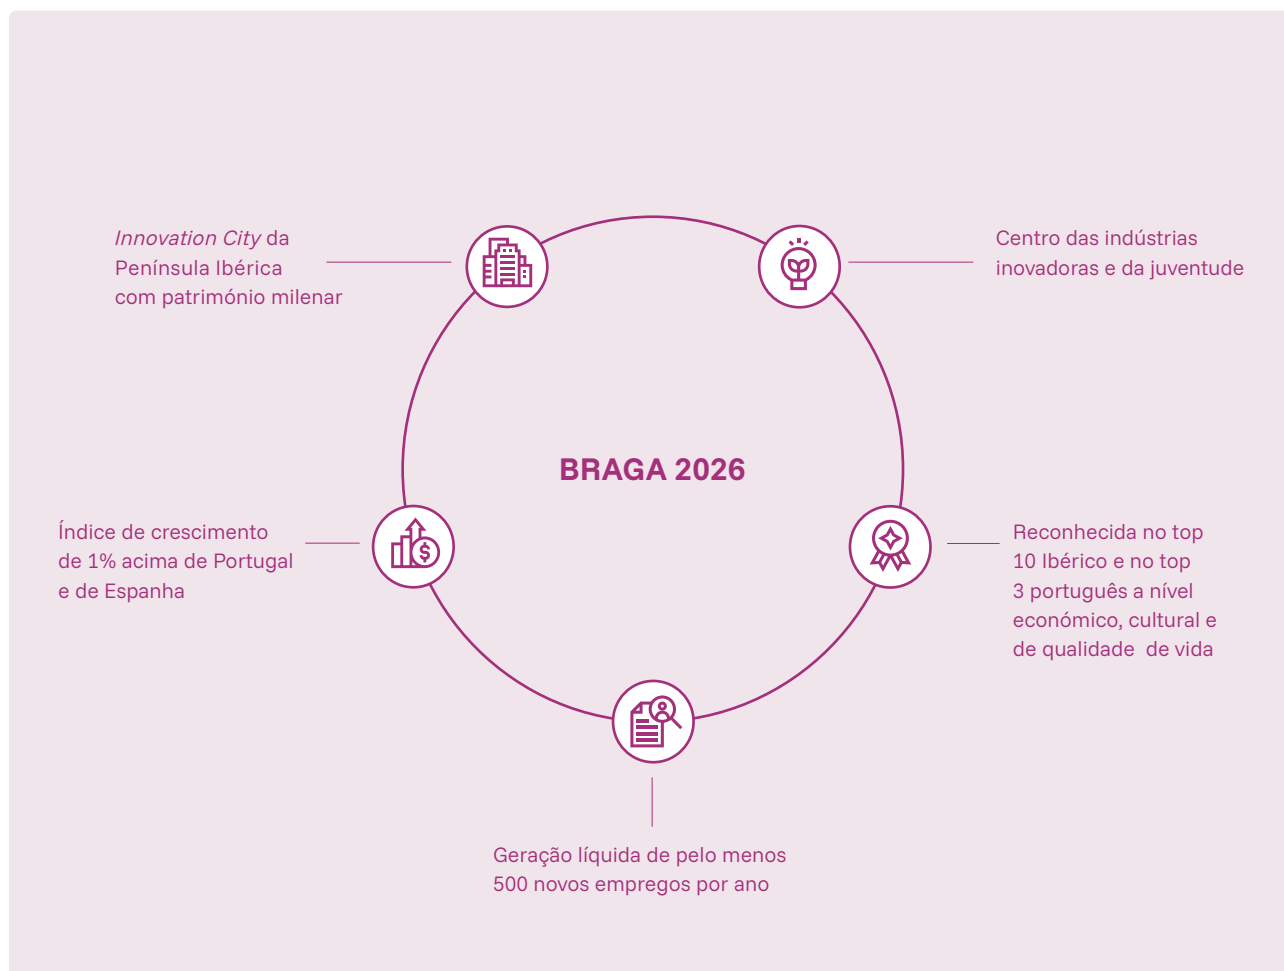 Innovation City da
Península Ibérica
com património milenar
Centro das indústrias
inovadoras e da juventude
BRAGA 2026
Índice de crescimento
de 1% acima de Portugal
e de Espanha
Reconhecida no top
10 Ibérico e no top
3 português a nível
económico, cultural e
de qualidade  de vida
Geração líquida de pelo menos
500 novos empregos por ano